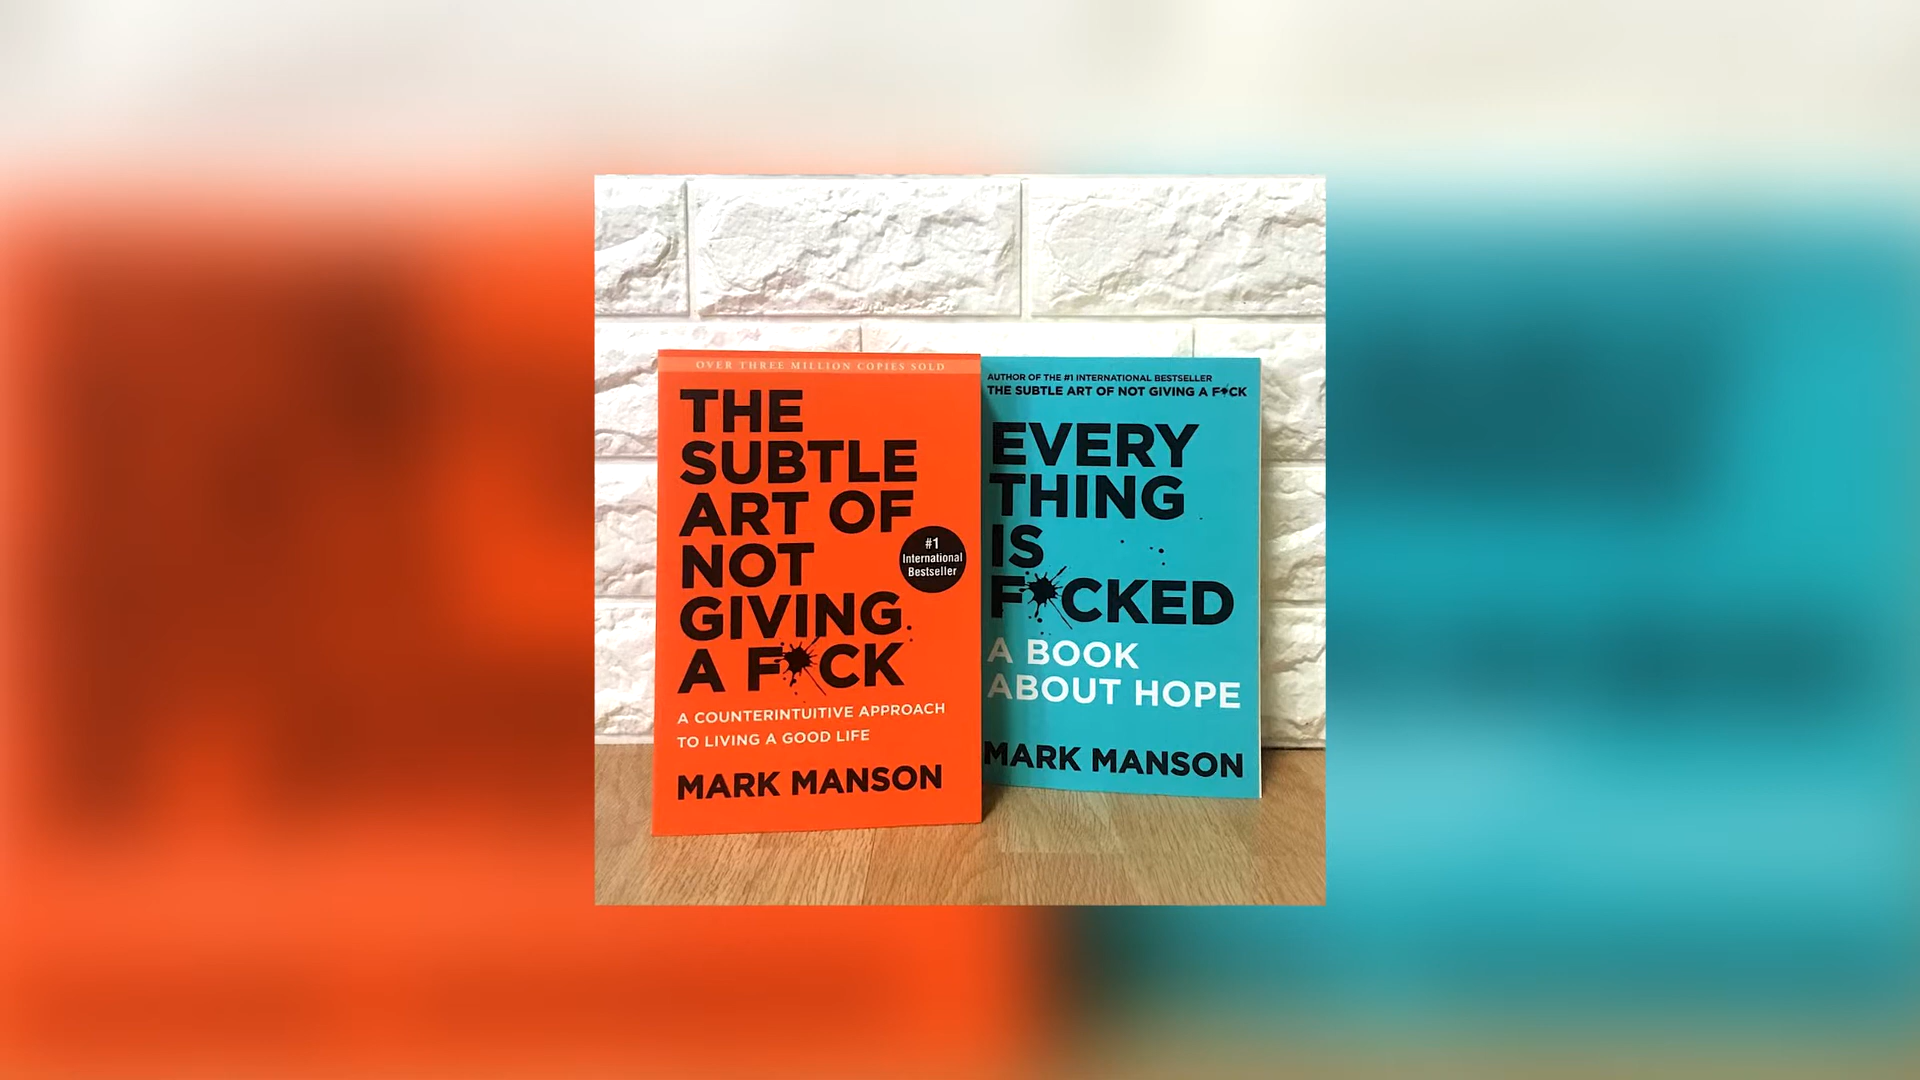 OVER THREE MILLION COPIES SOLD
THE
SUBTLE
ART OF
NOT
GIVING
A F*CK
#1
International
Bestseller
A COUNTERINTUITIVE APPROACH
TO LIVING A GOOD LIFE
MARK MANSON
AUTHOR OF THE #1 INTERNATIONAL BESTSELLER
THE SUBTLE ART OF NOT GIVING A F*CK
EVERY
THING
IS
F*CKED
A BOOK
ABOUT HOPE
MARK MANSON